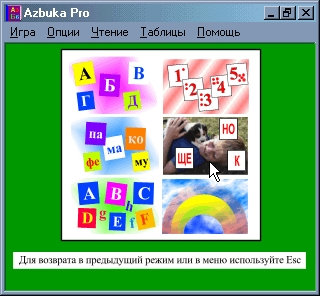 Azbuka Pro
Игра Опции Чтение Таблицы Помощь
А Б В
Г Д
1 2 3 4 5x
па ма ко
фе му
НО
ЩЕ К
A B C
D g E h f F
Для возврата в предыдущий режим или в меню используйте Esc